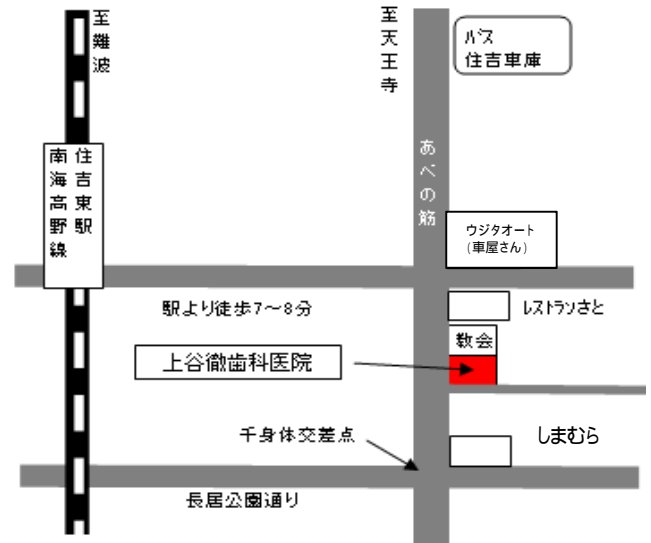 至難波
至天王寺
バス
住吉車庫
住吉東駅
南海高野線
あべの筋
ウジタオート
(車屋さん)
駅より徒歩7〜8分
レストランさと
教会
上谷徹歯科医院
千身体交差点
しまむら
長居公園通り